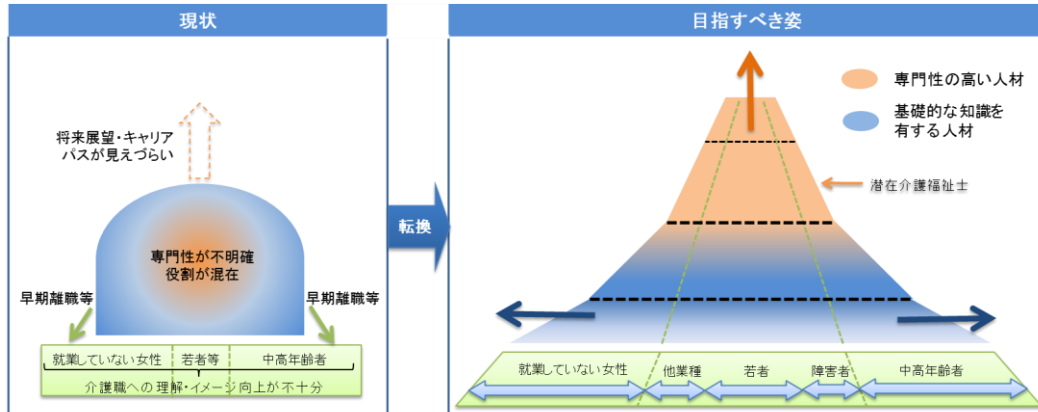 現状
将来展望・キャリア
パスが見えづらい
専門性が不明確
役割が混在
早期離職等
早期離職等
就業していない女性
若者等
中高年齢者
介護職への理解・イメージ向上が不十分
転換
目指すべき姿
専門性の高い人材
基礎的な知識を
有する人材
潜在介護福祉士
就業していない女性
他業種
若者
障害者
中高年齢者